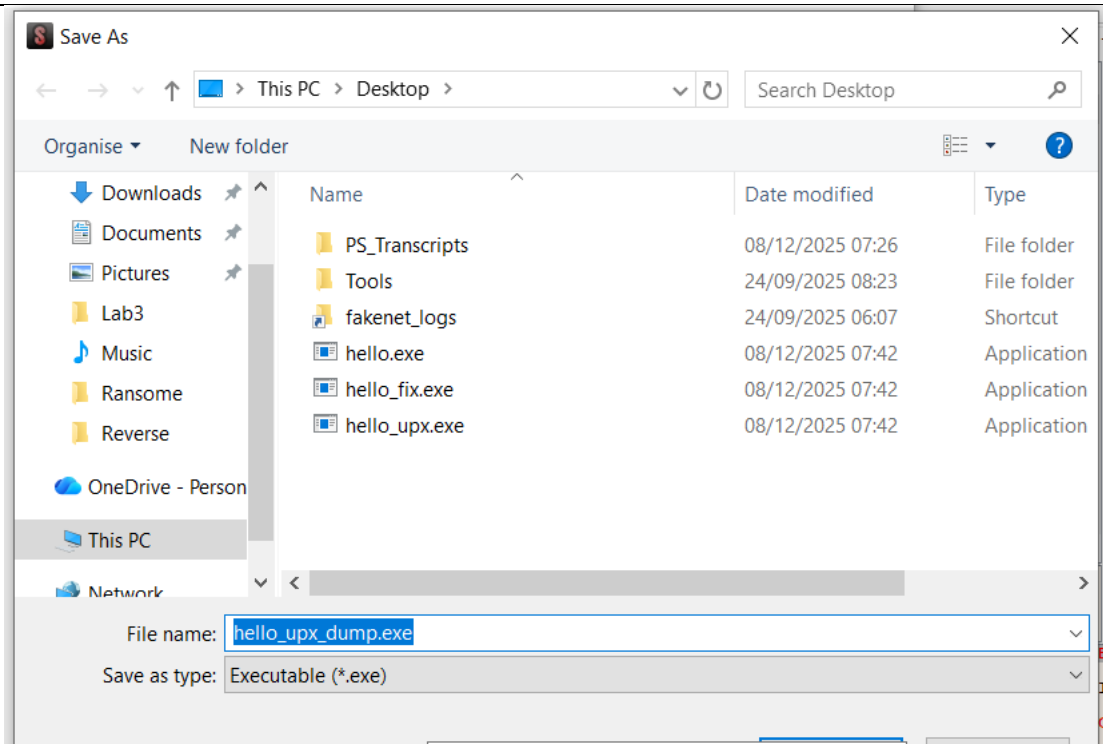 Save As
This PC > Desktop >
Search Desktop
Organise
New folder
Name
Date modified
Type
Downloads
Documents
Pictures
Lab3
Music
Ransome
Reverse
OneDrive - Person
This PC
Network
PS_Transcripts 08/12/2025 07:26 File folder
Tools 24/09/2025 08:23 File folder
fakenet_logs 24/09/2025 06:07 Shortcut
hello.exe 08/12/2025 07:42 Application
hello_fix.exe 08/12/2025 07:42 Application
hello_upx.exe 08/12/2025 07:42 Application
File name: hello_upx_dump.exe
Save as type: Executable (*.exe)